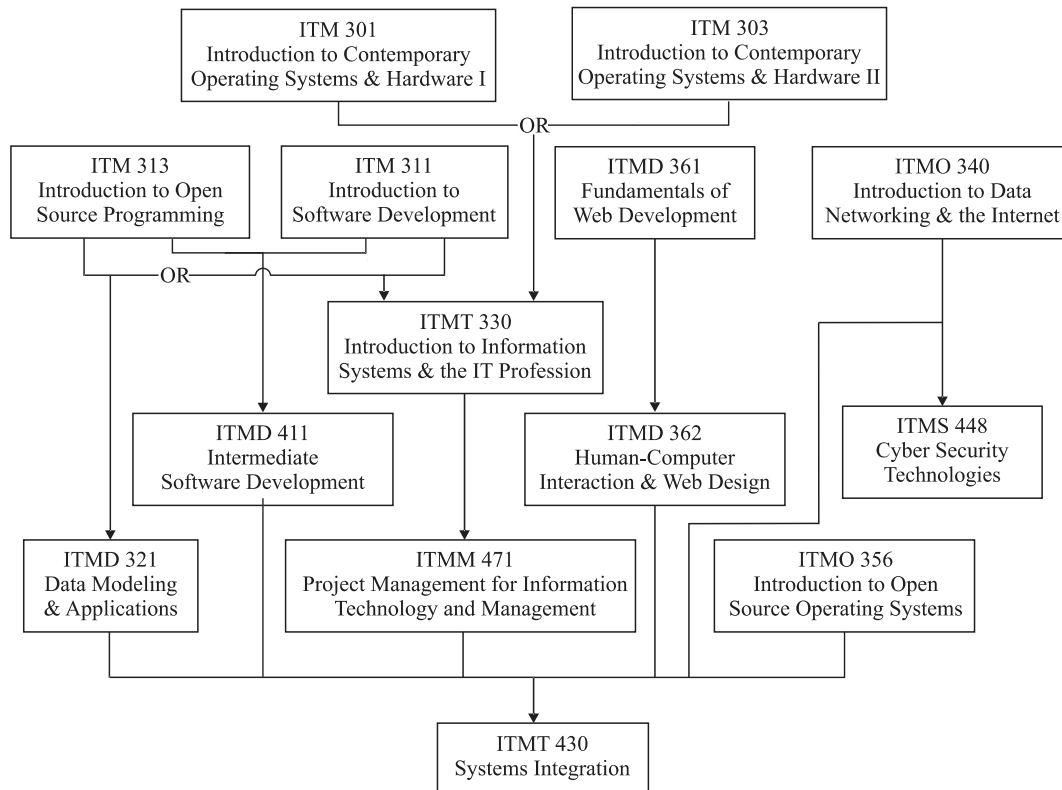 ITM 301
Introduction to Contemporary
Operating Systems & Hardware I
ITM 303
Introduction to Contemporary
Operating Systems & Hardware II
OR
ITM 313
Introduction to Open
Source Programming
ITM 311
Introduction to
Software Development
ITMD 361
Fundamentals of
Web Development
ITMO 340
Introduction to Data
Networking & the Internet
OR
ITMT 330
Introduction to Information
Systems & the IT Profession
ITMD 411
Intermediate
Software Development
ITMD 362
Human-Computer
Interaction & Web Design
ITMS 448
Cyber Security
Technologies
ITMD 321
Data Modeling
& Applications
ITMM 471
Project Management for Information
Technology and Management
ITMO 356
Introduction to Open
Source Operating Systems
ITMT 430
Systems Integration